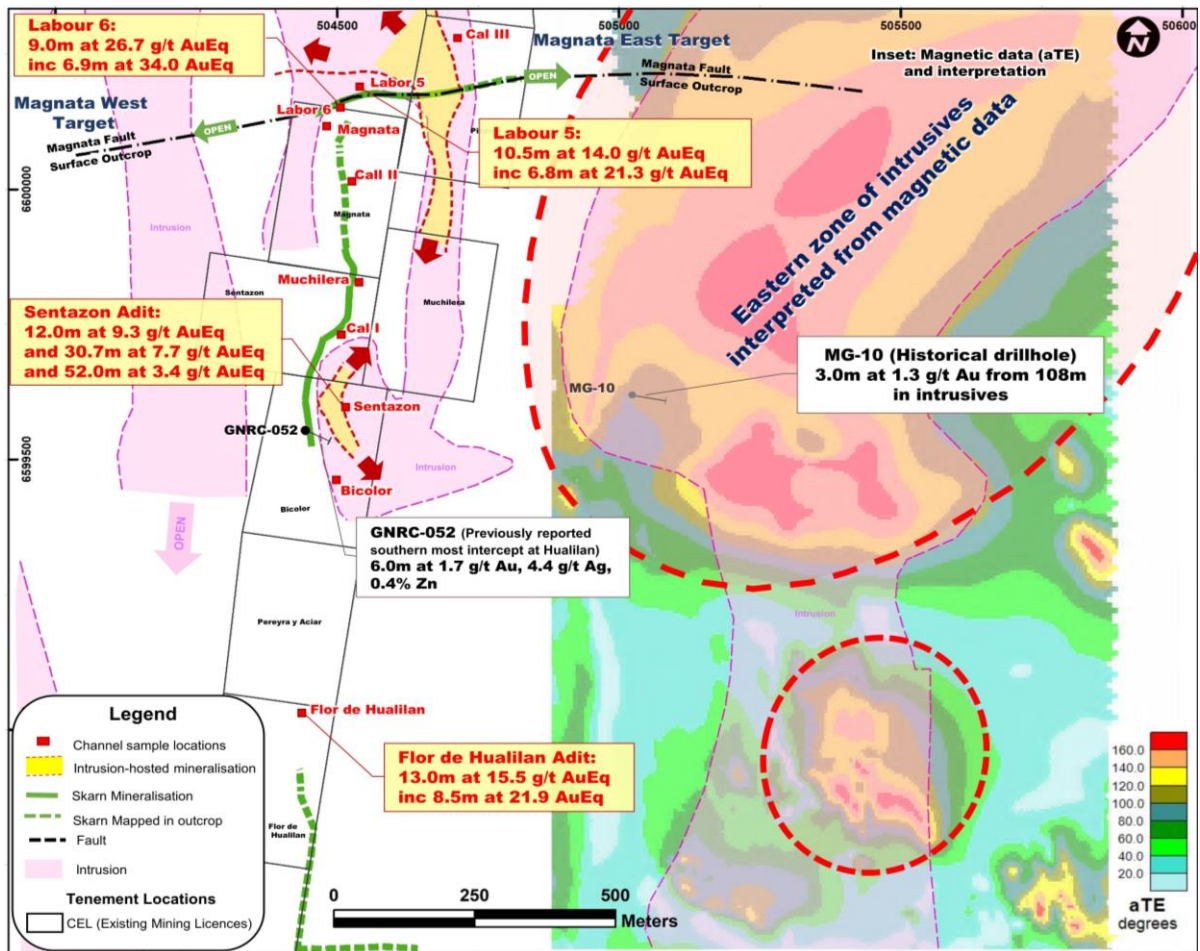 504500
505000
505500
50600
Labour 6:
9.0m at 26.7 g/t AuEq
inc 6.9m at 34.0 AuEq
Cal III
Magnata East Target
N
Inset: Magnetic data (aTE)
and interpretation
OPEN
Magnata Fault
Surface Outcrop
Labor 5
Magnata West
Target
Labor 6
OPEN
Magnata
Magnata Fault
Surface Outcrop
Labour 5:
10.5m at 14.0 g/t AuEq
inc 6.8m at 21.3 g/t AuEq
Call II
6600000
Magnata
Intrusion
Eastern zone of intrusives
interpreted from magnetic data
Muchilera
Sentazon
Muchilera
Sentazon Adit:
12.0m at 9.3 g/t AuEq
and 30.7m at 7.7 g/t AuEq
and 52.0m at 3.4 g/t AuEq
Cal I
MG-10 (Historical drillhole)
3.0m at 1.3 g/t Au from 108m
in intrusives
MG-10
Sentazon
GNRC-052
6599500
Intrusion
Bicolor
Bicolor
OPEN
GNRC-052 (Previously reported
southern most intercept at Hualilan)
6.0m at 1.7 g/t Au, 4.4 g/t Ag,
0.4% Zn
Pereyra y Aciar
Intrusion
Flor de Hualilan
Flor de Hualilan Adit:
13.0m at 15.5 g/t AuEq
inc 8.5m at 21.9 AuEq
Flor de
Hualilan
Legend
Channel sample locations
Intrusion-hosted mineralisation
Skarn Mineralisation
Skarn Mapped in outcrop
Fault
Intrusion
Tenement Locations
CEL (Existing Mining Licences)
0
250
500
Meters
160.0
140.0
120.0
100.0
80.0
60.0
40.0
20.0
aTE
degrees